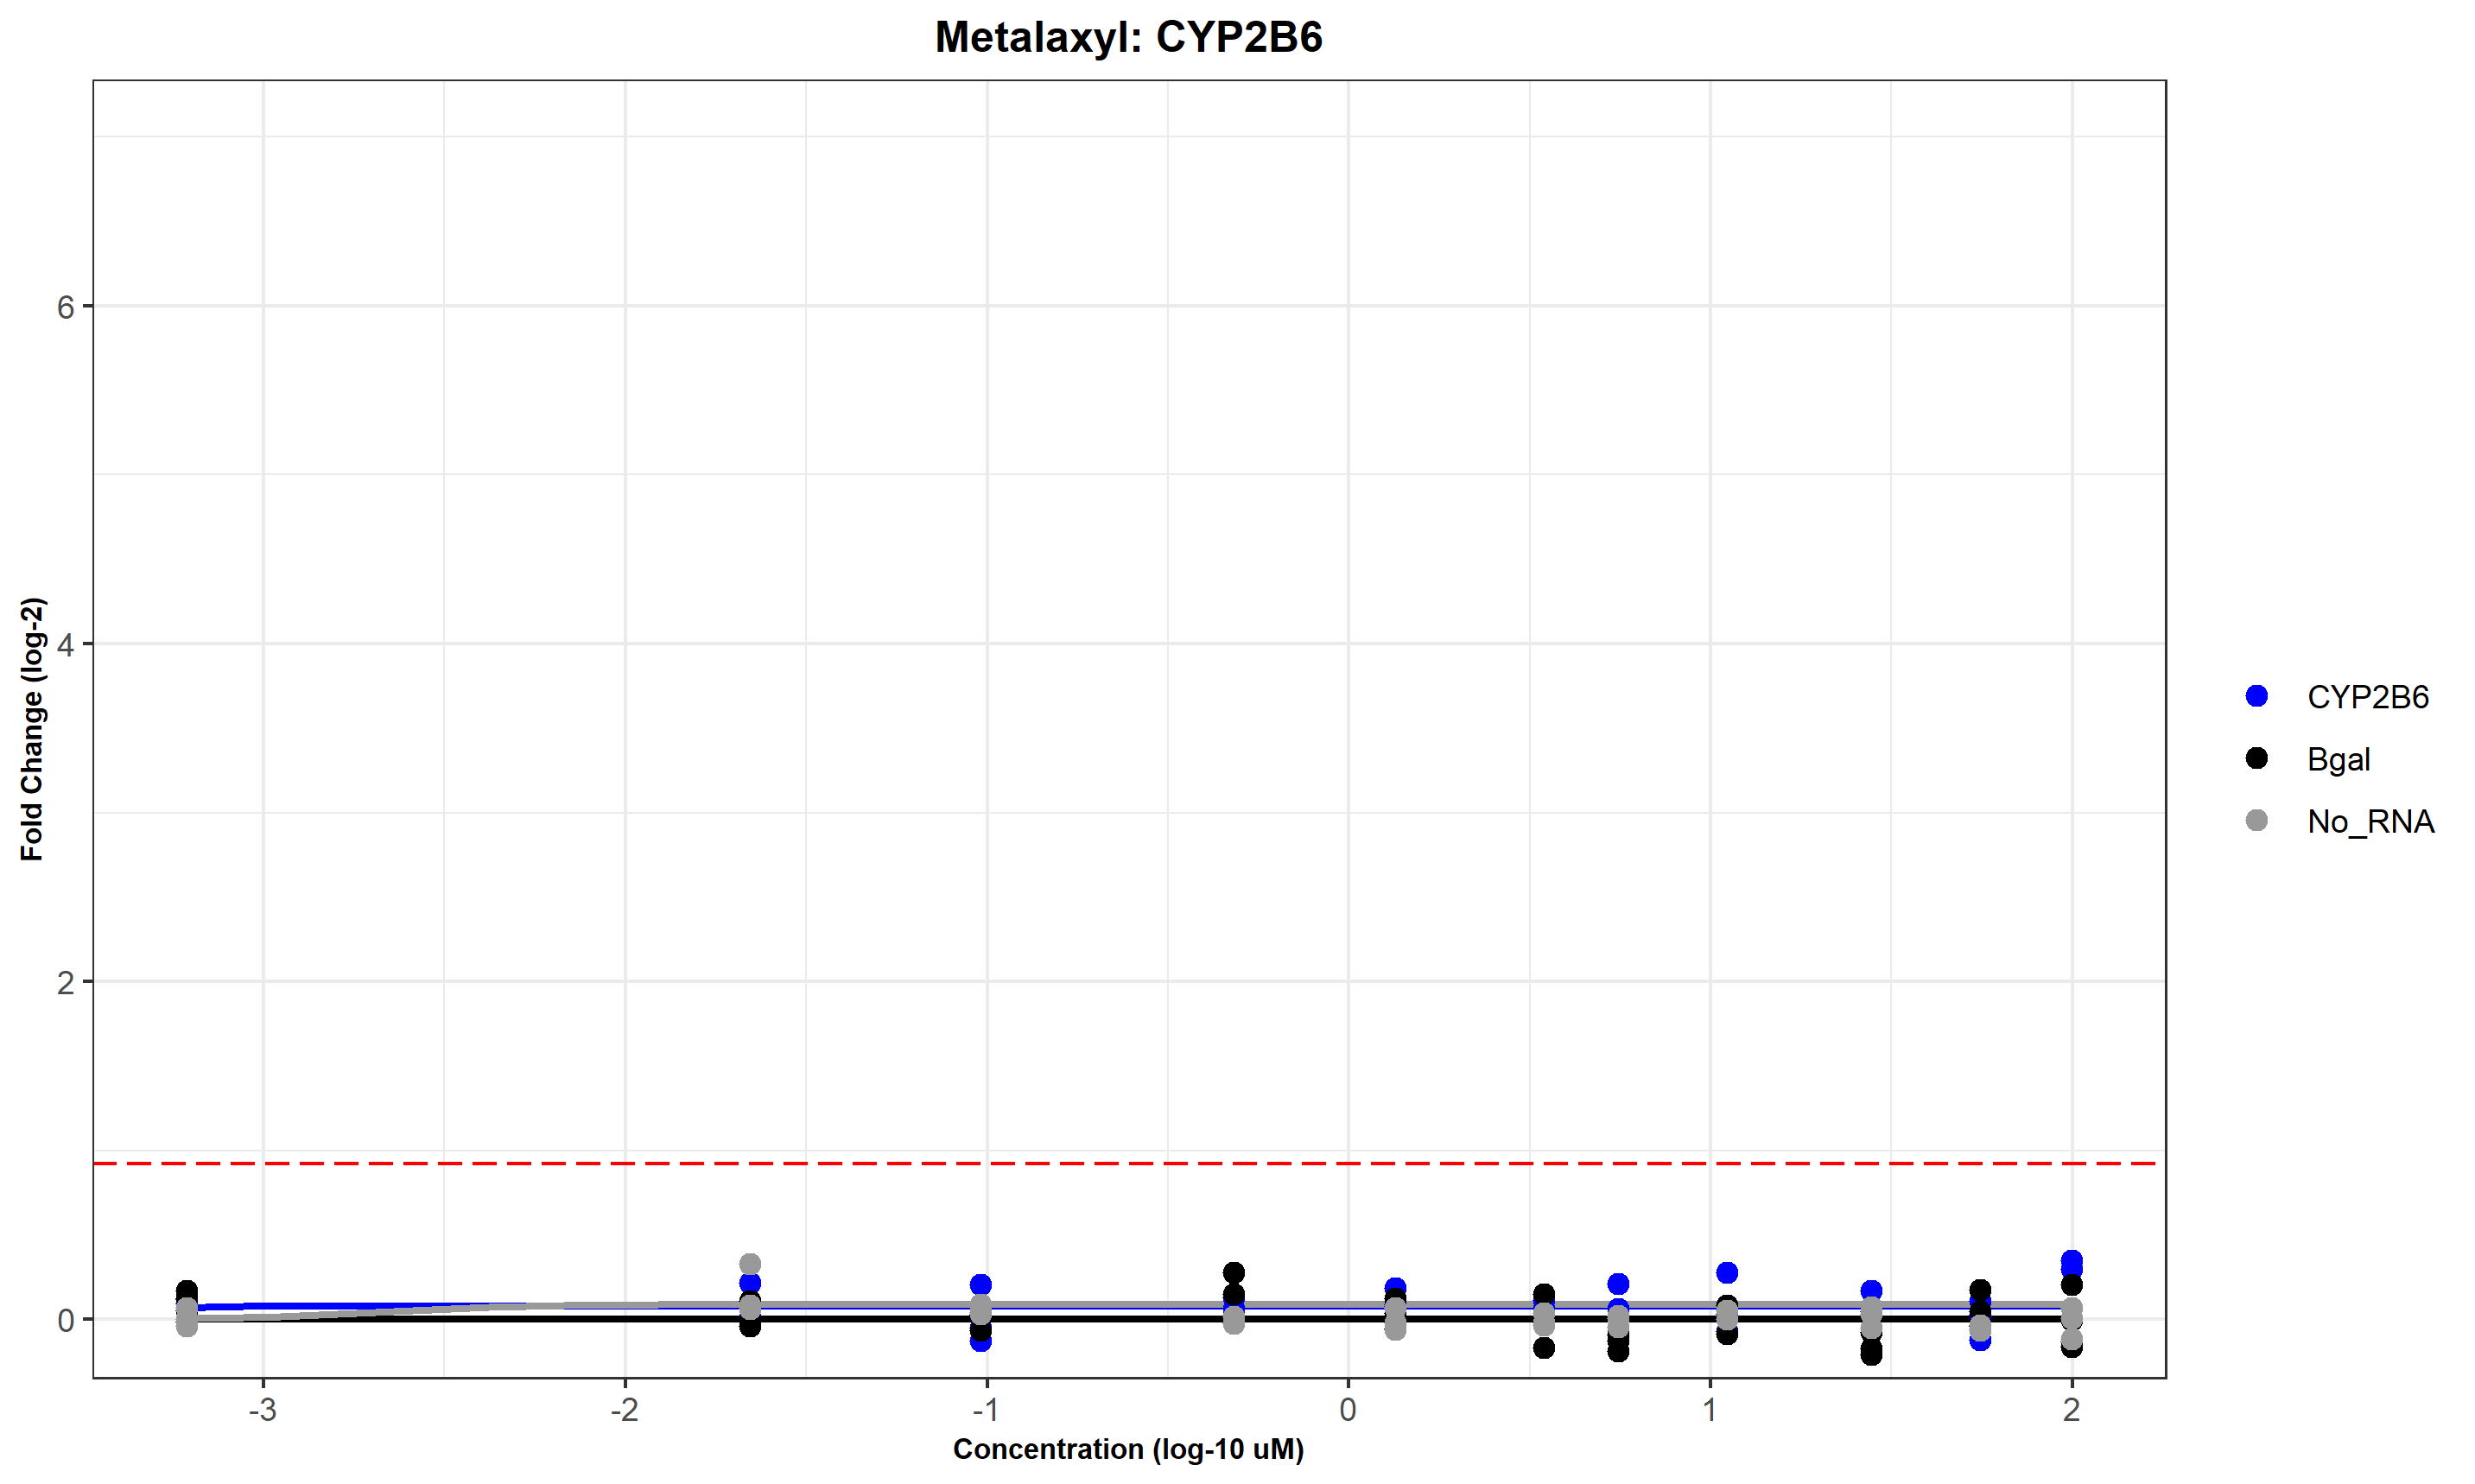 Metalaxyl: CYP2B6
Fold Change (log-2)
6
4
2
0
-3
-2
-1
0
1
2
Concentration (log-10 uM)
CYP2B6
Bgal
No_RNA